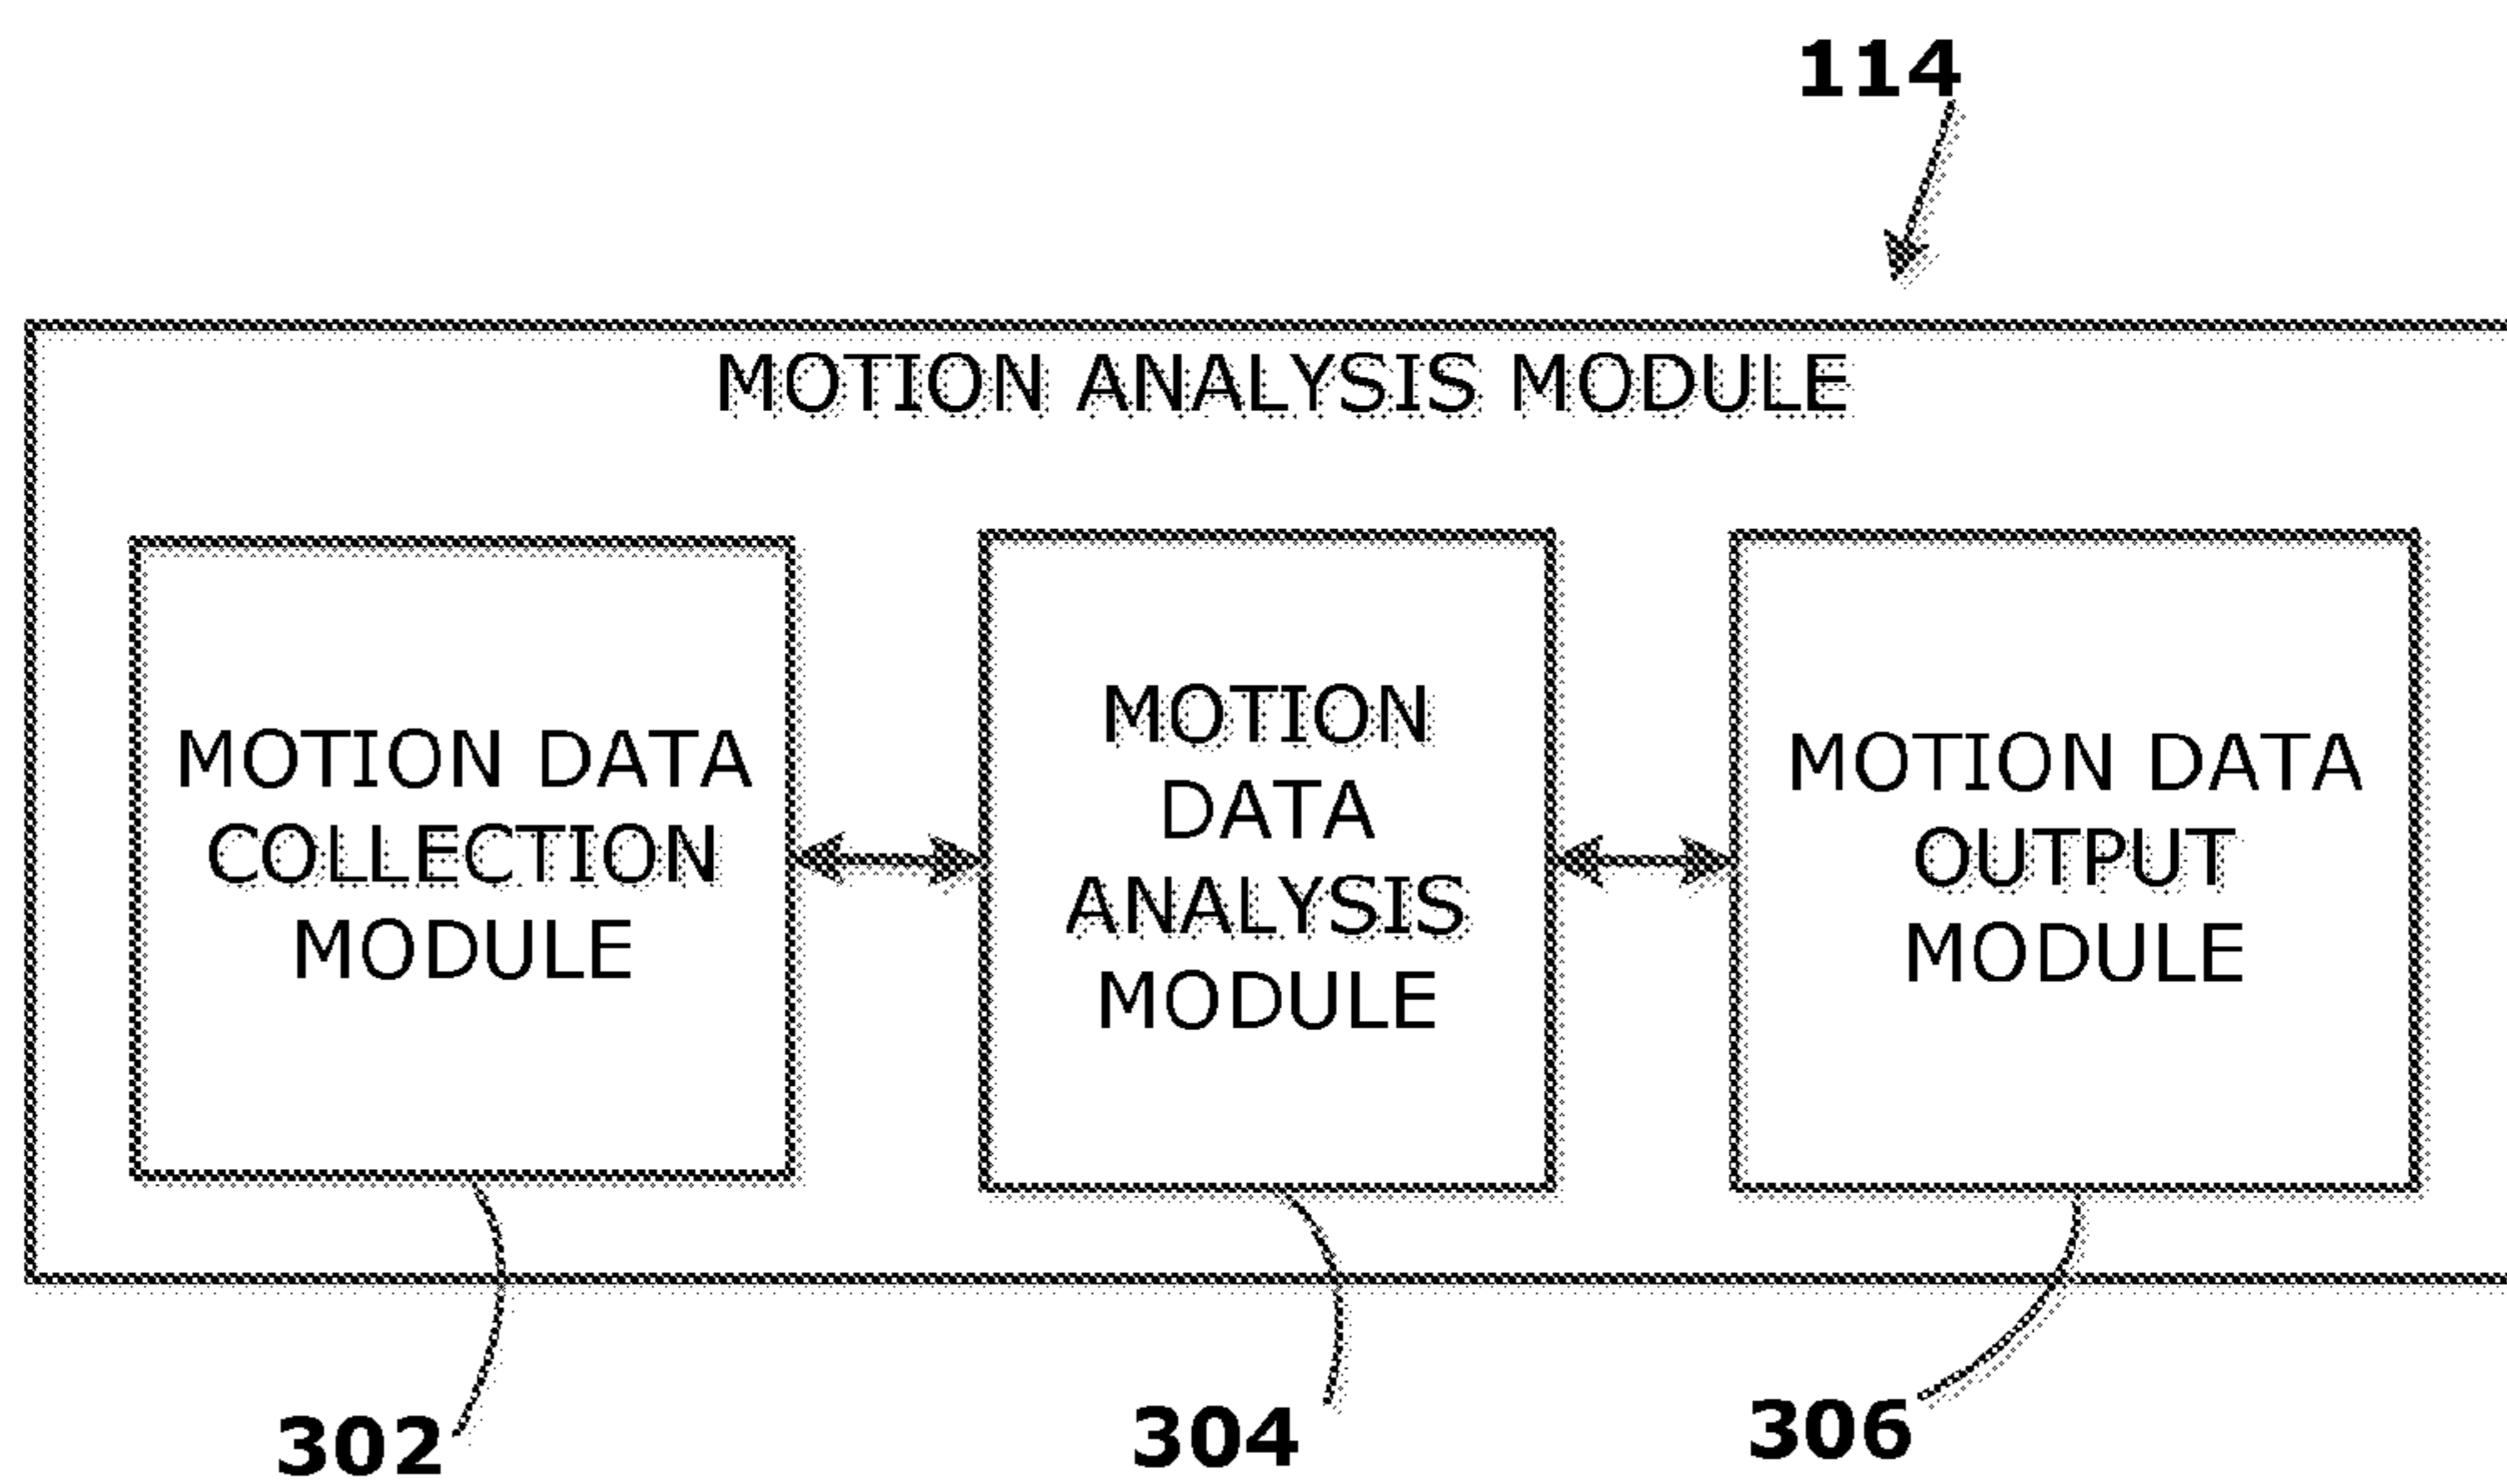 114
MOTION ANALYSIS MODULE
MOTION DATA
COLLECTION
MODULE
MOTION
DATA
ANALYSIS
MODULE
MOTION DATA
OUTPUT
MODULE
302
304
306